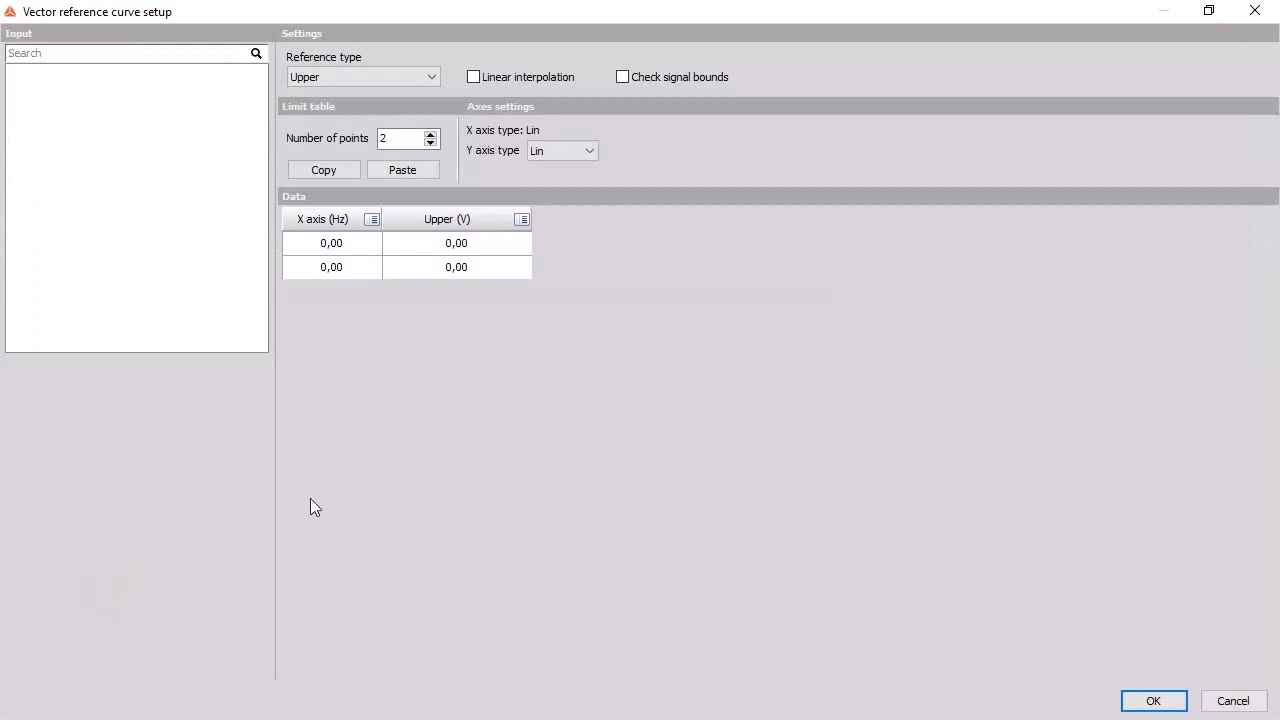 Vector reference curve setup
Input
Settings
Search
Reference type
Upper
Linear interpolation
Check signal bounds
Limit table
Axes settings
Number of points
2
X axis type: Lin
Y axis type
Lin
Copy
Paste
Data
X axis (Hz)
Upper (V)
0,00
0,00
0,00
0,00
OK
Cancel